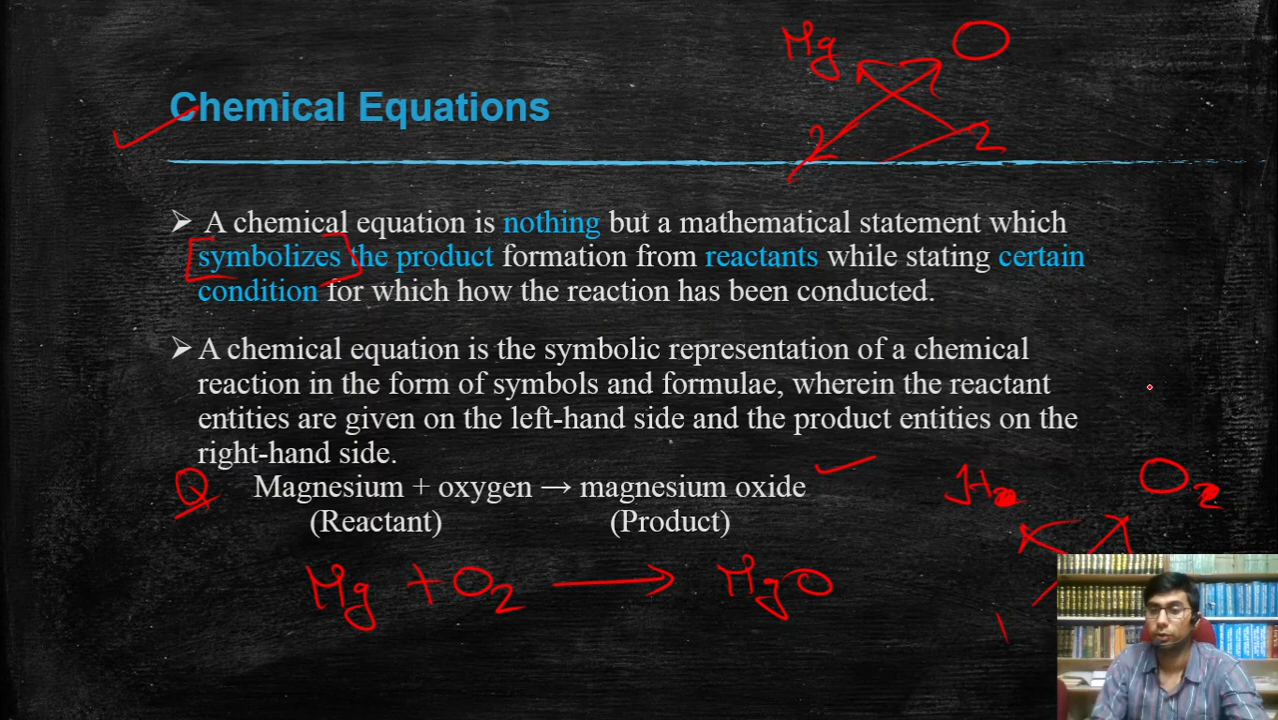 Mg O
2 2
Chemical Equations
➢ A chemical equation is nothing but a mathematical statement which
symbolizes the product formation from reactants while stating certain
condition for which how the reaction has been conducted.
➢ A chemical equation is the symbolic representation of a chemical
reaction in the form of symbols and formulae, wherein the reactant
entities are given on the left-hand side and the product entities on the
right-hand side.
Q Magnesium + oxygen → magnesium oxide
(Reactant) (Product)
H2 O2
Mg + O2 → MgO
1